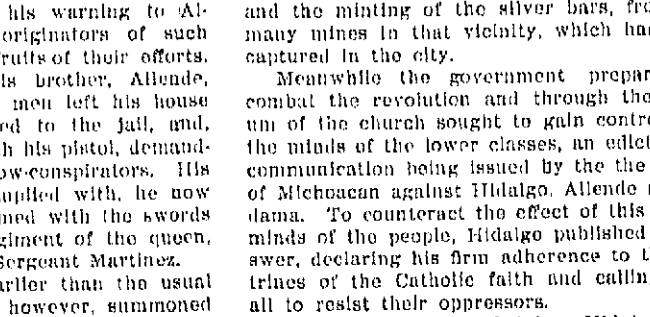 his warning to Al-
originators of such
fruits of their efforts.
his brother, Allende,
men left his house
ed to the jail, and,
h his pistol, demand-
ow-conspirators. His
mplied with, he now
med with the swords
giment of the queen,
Sergeant Martinez.
arlier than the usual
however, summoned
and the minting of the silver bars, fro
many mines in that vicinity, which had
captured in the city.
Meanwhile the government prepar
combat the revolution and through the
um of the church sought to gain contro
the minds of the lower classes, an edict
communication being issued by the the
of Michoacan against Hidalgo, Allende
dama. To counteract the effect of this
minds of the people, Hidalgo published
swer, declaring his firm adherence to t
trines of the Catholic faith and calling
all to resist their oppressors.